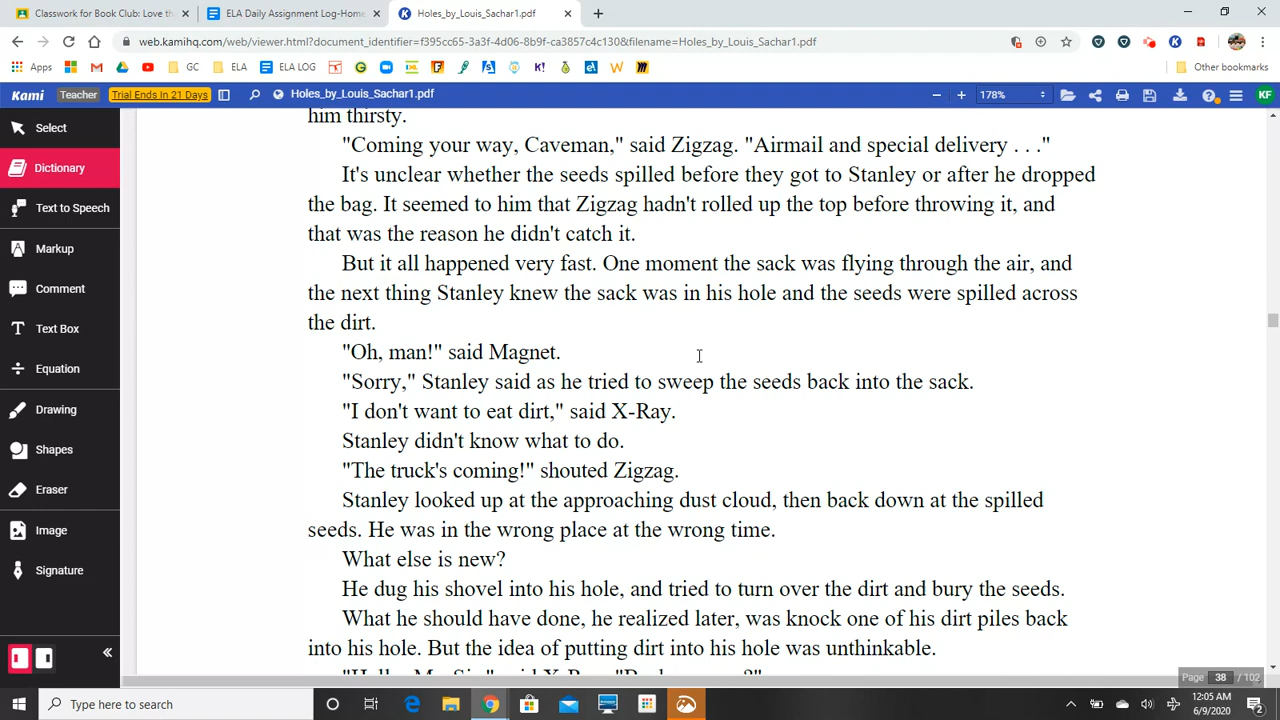 Classwork for Book Club: Love th
ELA Daily Assignment Log-Home
Holes_by_Louis_Sachar1.pdf
web.kamihq.com/web/viewer.html?document_identifier=f395cc65-3a3f-4d06-8b9f-ca3857c4c130&filename=Holes_by_Louis_Sachar1.pdf
Apps GC ELA ELA LOG Other bookmarks
Kami Teacher Trial Ends In 21 Days Holes_by_Louis_Sachar1.pdf 178% KF
Select
Dictionary
Text to Speech
Markup
Comment
Text Box
Equation
Drawing
Shapes
Eraser
Image
Signature
him thirsty.
"Coming your way, Caveman," said Zigzag. "Airmail and special delivery . . ."
It's unclear whether the seeds spilled before they got to Stanley or after he dropped
the bag. It seemed to him that Zigzag hadn't rolled up the top before throwing it, and
that was the reason he didn't catch it.
But it all happened very fast. One moment the sack was flying through the air, and
the next thing Stanley knew the sack was in his hole and the seeds were spilled across
the dirt.
"Oh, man!" said Magnet.
"Sorry," Stanley said as he tried to sweep the seeds back into the sack.
"I don't want to eat dirt," said X-Ray.
Stanley didn't know what to do.
"The truck's coming!" shouted Zigzag.
Stanley looked up at the approaching dust cloud, then back down at the spilled
seeds. He was in the wrong place at the wrong time.
What else is new?
He dug his shovel into his hole, and tried to turn over the dirt and bury the seeds.
What he should have done, he realized later, was knock one of his dirt piles back
into his hole. But the idea of putting dirt into his hole was unthinkable.
Page 38 / 102
Type here to search
12:05 AM
6/9/2020